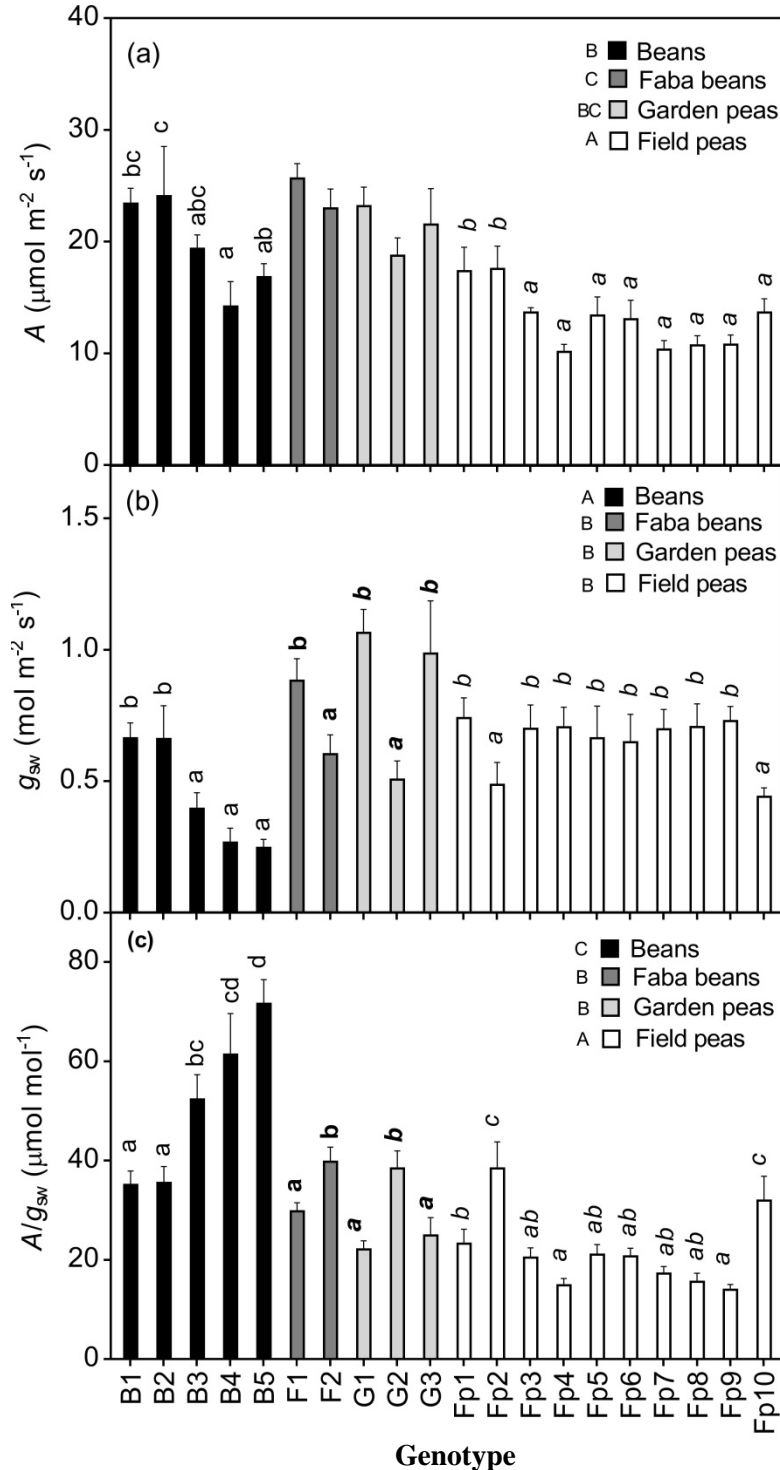 40
(a)
B Beans
C Faba beans
BC Garden peas
A Field peas
30
20
10
0
A (μmol m⁻² s⁻¹)
bc c abc a ab b b a a a a a a a a
(b)
A Beans
B Faba beans
B Garden peas
B Field peas
1.5
1.0
0.5
0.0
gsw (mol m⁻² s⁻¹)
b b a a a b a b a b b a b b b b b b b a
(c)
C Beans
B Faba beans
B Garden peas
A Field peas
80
60
40
20
0
A/gsw (μmol mol⁻¹)
a a bc cd d a b a b a b c ab a ab ab ab ab a c
B1 B2 B3 B4 B5 F1 F2 G1 G2 G3 Fp1 Fp2 Fp3 Fp4 Fp5 Fp6 Fp7 Fp8 Fp9 Fp10
Genotype